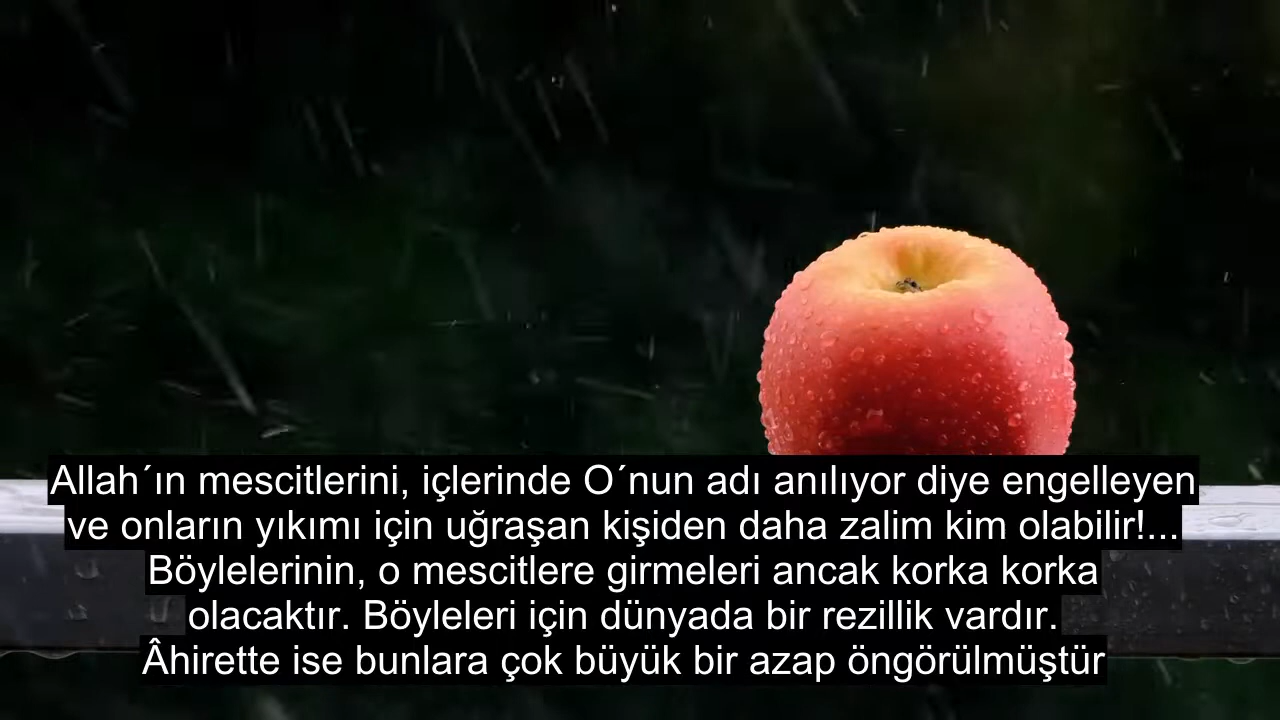 Allah´ın mescitlerini, içlerinde O´nun adı anılıyor diye engelleyen
ve onların yıkımı için uğraşan kişiden daha zalim kim olabilir!...
Böylelerinin, o mescitlere girmeleri ancak korka korka
olacaktır. Böyleleri için dünyada bir rezillik vardır.
Âhirette ise bunlara çok büyük bir azap öngörülmüştür